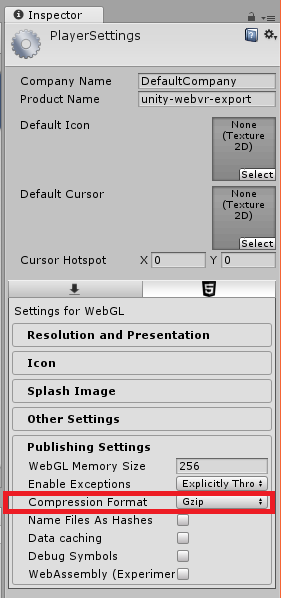 Inspector
PlayerSettings
Company Name DefaultCompany
Product Name unity-webvr-export
Default Icon
None
(Texture
2D)
Select
Default Cursor
None
(Texture
2D)
Select
Cursor Hotspot X 0 Y 0
Settings for WebGL
Resolution and Presentation
Icon
Splash Image
Other Settings
Publishing Settings
WebGL Memory Size 256
Enable Exceptions Explicitly Thro
Compression Format Gzip
Name Files As Hashes
Data caching
Debug Symbols
WebAssembly (Experimer